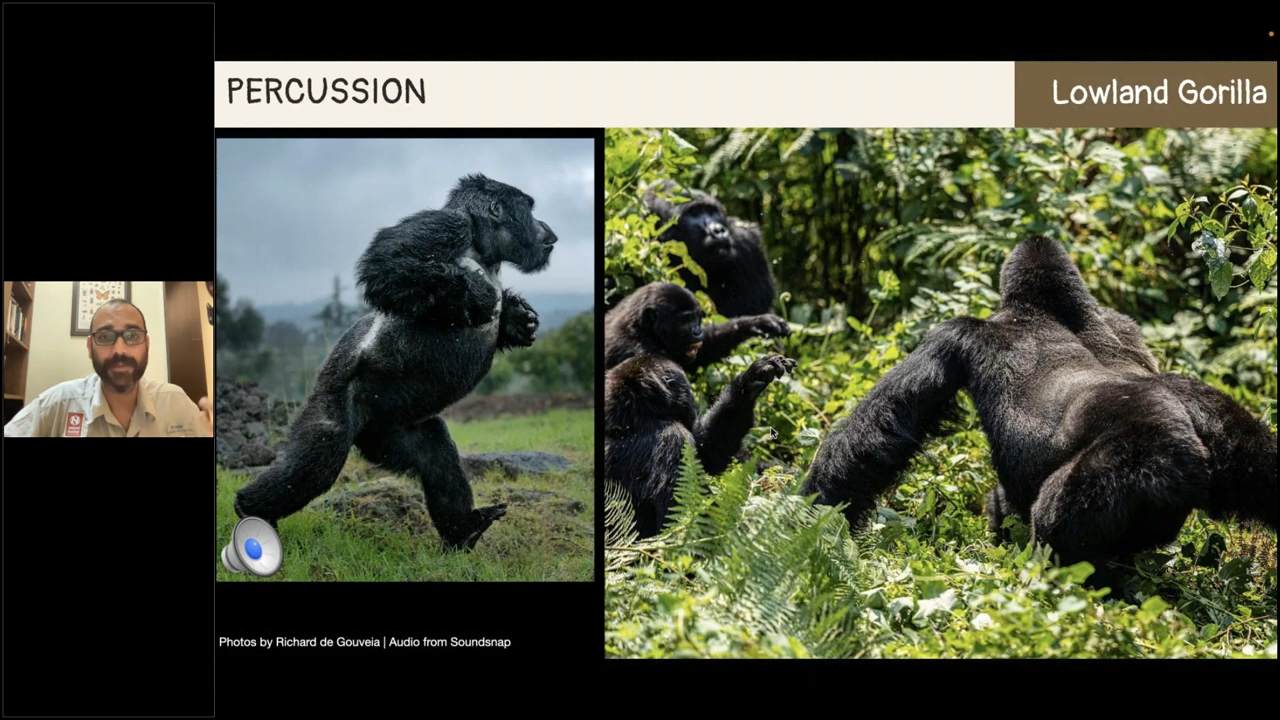 PERCUSSION
Lowland Gorilla
Photos by Richard de Gouveia | Audio from Soundsnap